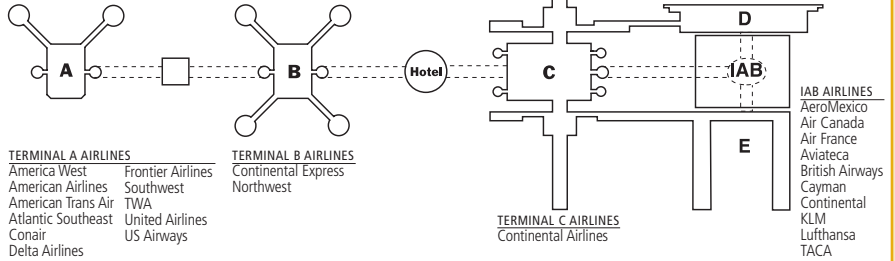 A
B
Hotel
C
D
IAB
E
TERMINAL A AIRLINES
America West
American Airlines
American Trans Air
Atlantic Southeast
Conair
Delta Airlines
Frontier Airlines
Southwest
TWA
United Airlines
US Airways
TERMINAL B AIRLINES
Continental Express
Northwest
TERMINAL C AIRLINES
Continental Airlines
IAB AIRLINES
AeroMexico
Air Canada
Air France
Aviateca
British Airways
Cayman
Continental
KLM
Lufthansa
TACA